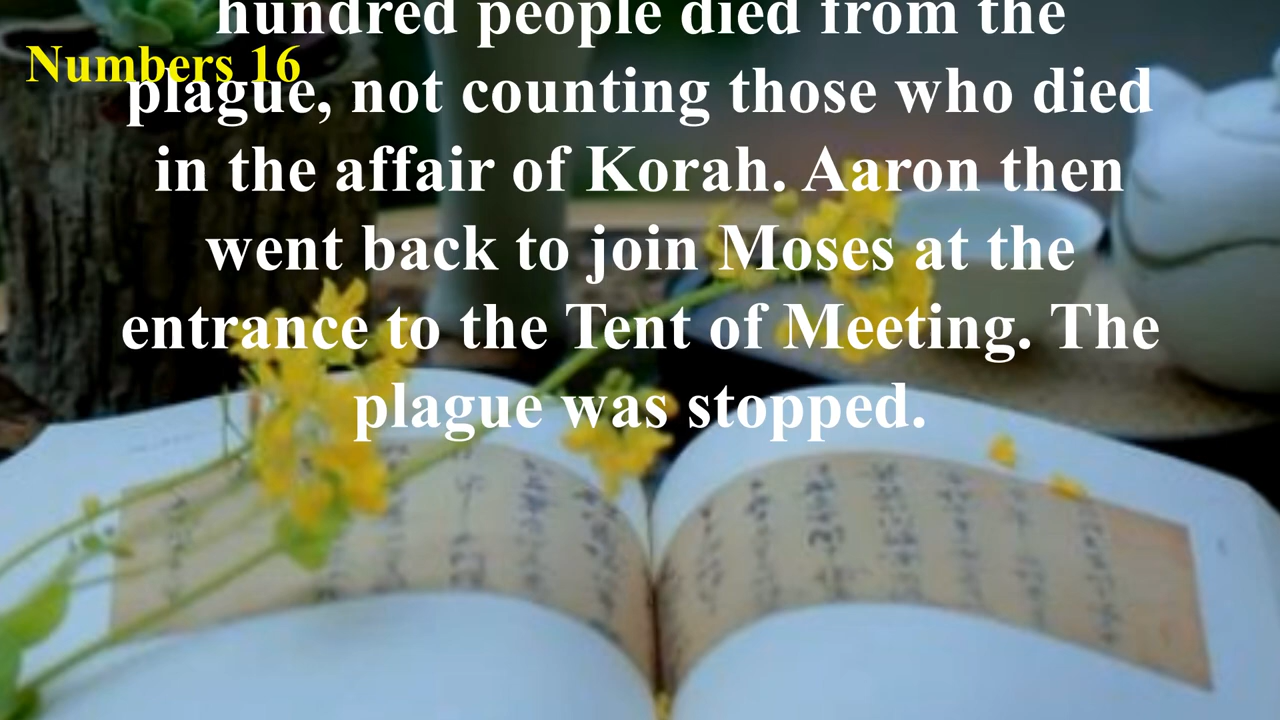 hundred people died from the
Numbers 16
plague, not counting those who died
in the affair of Korah. Aaron then
went back to join Moses at the
entrance to the Tent of Meeting. The
plague was stopped.